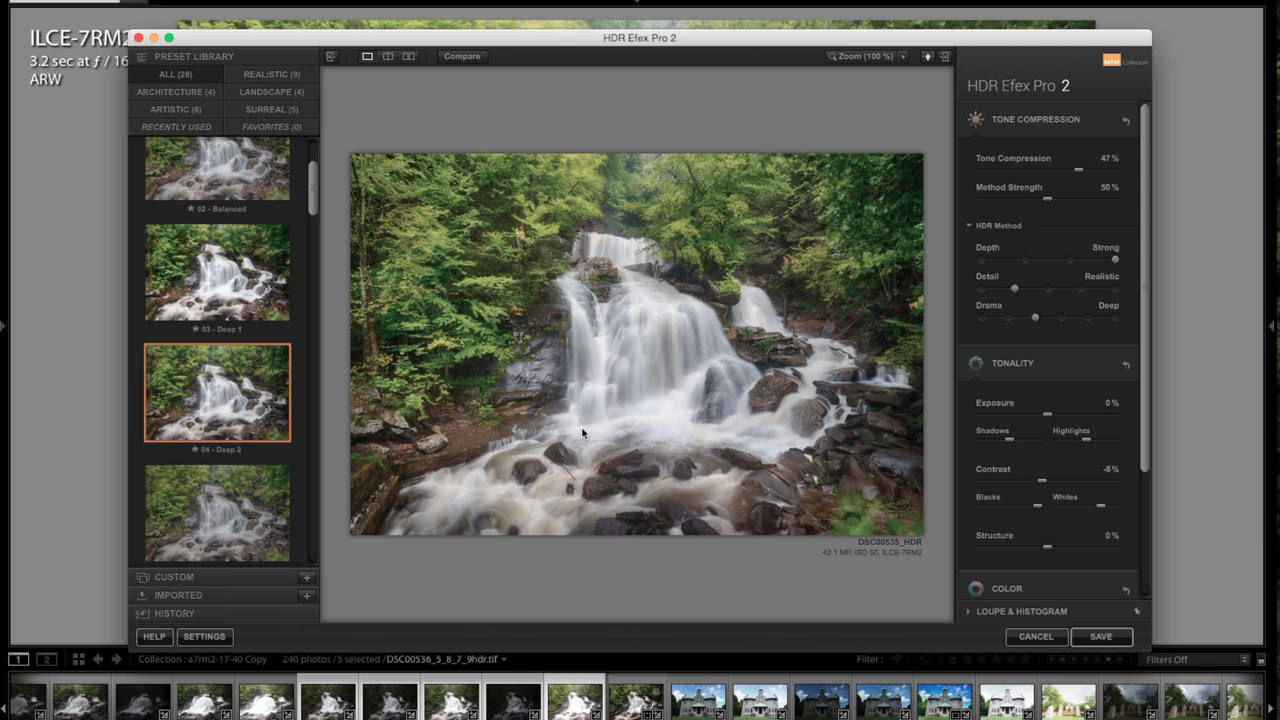 HDR Efex Pro 2
ILCE-7RM2
3.2 sec at ƒ / 16
ARW
PRESET LIBRARY
ALL (28) REALISTIC (9)
ARCHITECTURE (4) LANDSCAPE (4)
ARTISTIC (6) SURREAL (5)
RECENTLY USED FAVORITES (0)
★ 02 - Balanced
★ 03 - Deep 1
★ 04 - Deep 2
CUSTOM
IMPORTED
HISTORY
HELP SETTINGS
Compare
Zoom (100 %)
DSC00535_HDR
42.1 MP, ISO 50, ILCE-7RM2
nik Collection
HDR Efex Pro 2
TONE COMPRESSION
Tone Compression 47 %
Method Strength 50 %
HDR Method
Depth Strong
Detail Realistic
Drama Deep
TONALITY
Exposure 0 %
Shadows Highlights
Contrast -8 %
Blacks Whites
Structure 0 %
COLOR
LOUPE & HISTOGRAM
CANCEL SAVE
1 2 Collection : a7rm2-17-40 Copy 240 photos / 5 selected / DSC00536_5_8_7_9hdr.tif Filter : Filters Off